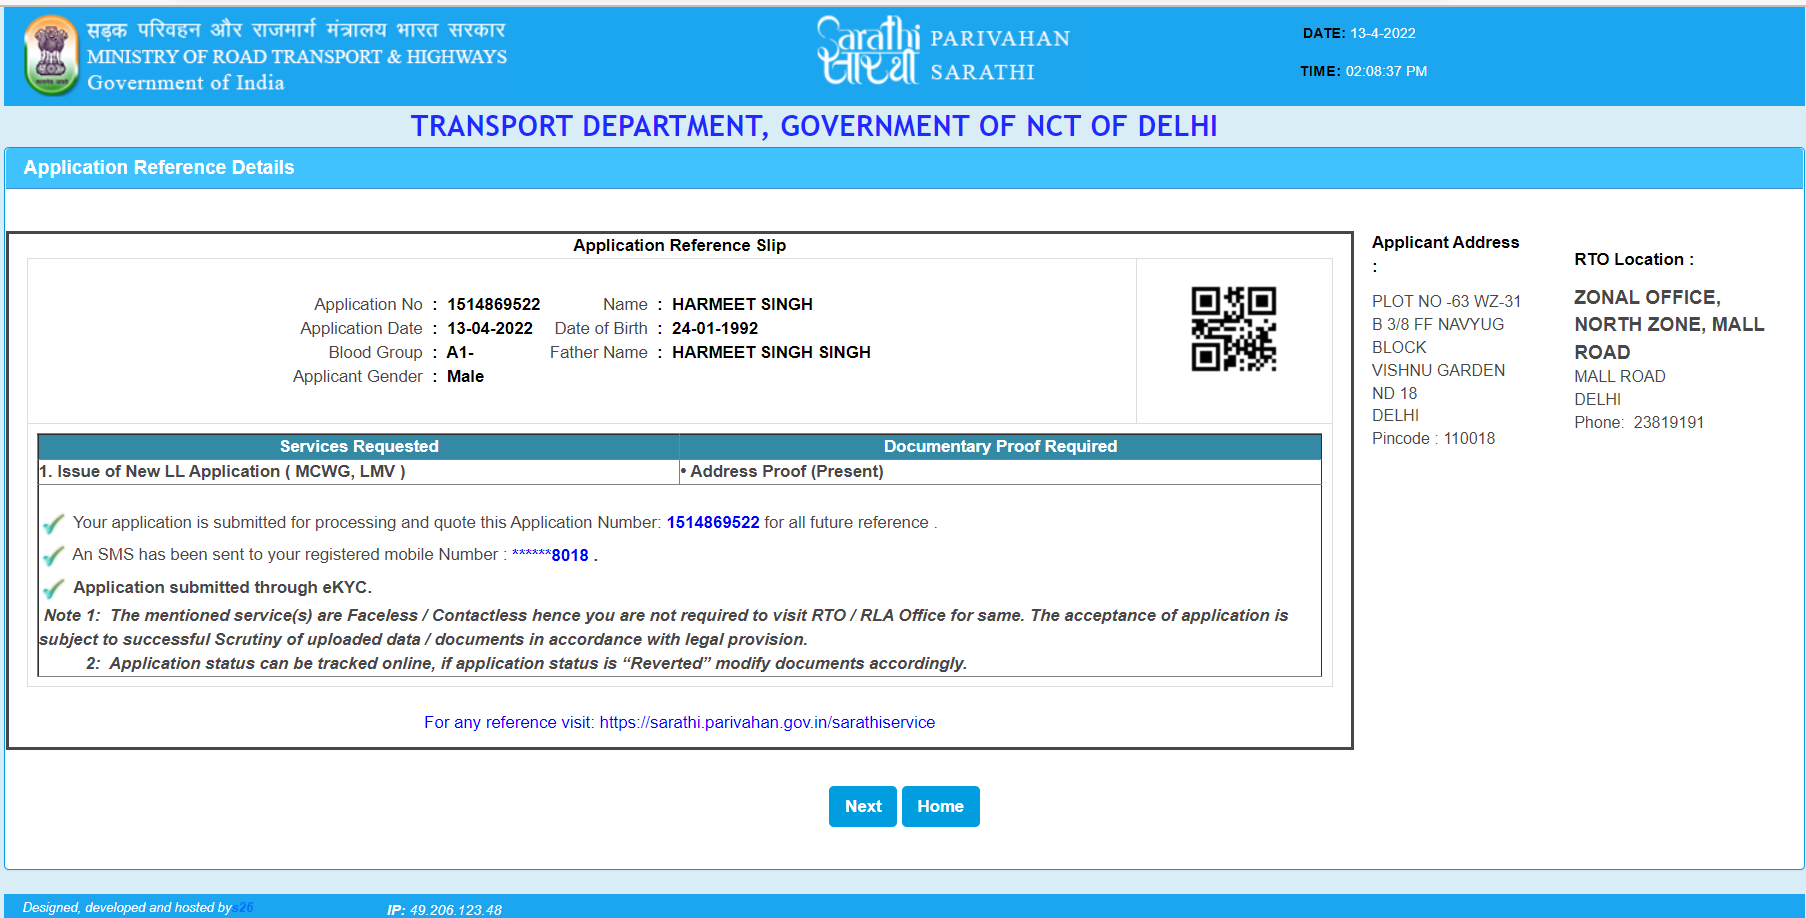 सड़क परिवहन और राजमार्ग मंत्रालय भारत सरकार
MINISTRY OF ROAD TRANSPORT & HIGHWAYS
Government of India
Sarathi
सारथी
PARIVAHAN
SARATHI
DATE: 13-4-2022
TIME: 02:08:37 PM
TRANSPORT DEPARTMENT, GOVERNMENT OF NCT OF DELHI
Application Reference Details
Application Reference Slip
Application No : 1514869522 Name : HARMEET SINGH
Application Date : 13-04-2022 Date of Birth : 24-01-1992
Blood Group : A1- Father Name : HARMEET SINGH SINGH
Applicant Gender : Male
Services Requested Documentary Proof Required
1. Issue of New LL Application ( MCWG, LMV ) • Address Proof (Present)
Your application is submitted for processing and quote this Application Number: 1514869522 for all future reference .
An SMS has been sent to your registered mobile Number : ******8018 .
Application submitted through eKYC.
Note 1: The mentioned service(s) are Faceless / Contactless hence you are not required to visit RTO / RLA Office for same. The acceptance of application is
subject to successful Scrutiny of uploaded data / documents in accordance with legal provision.
2: Application status can be tracked online, if application status is “Reverted” modify documents accordingly.
For any reference visit: https://sarathi.parivahan.gov.in/sarathiservice
Applicant Address
:
PLOT NO -63 WZ-31
B 3/8 FF NAVYUG
BLOCK
VISHNU GARDEN
ND 18
DELHI
Pincode : 110018
RTO Location :
ZONAL OFFICE,
NORTH ZONE, MALL
ROAD
MALL ROAD
DELHI
Phone: 23819191
Next Home
Designed, developed and hosted by s26 IP: 49.206.123.48